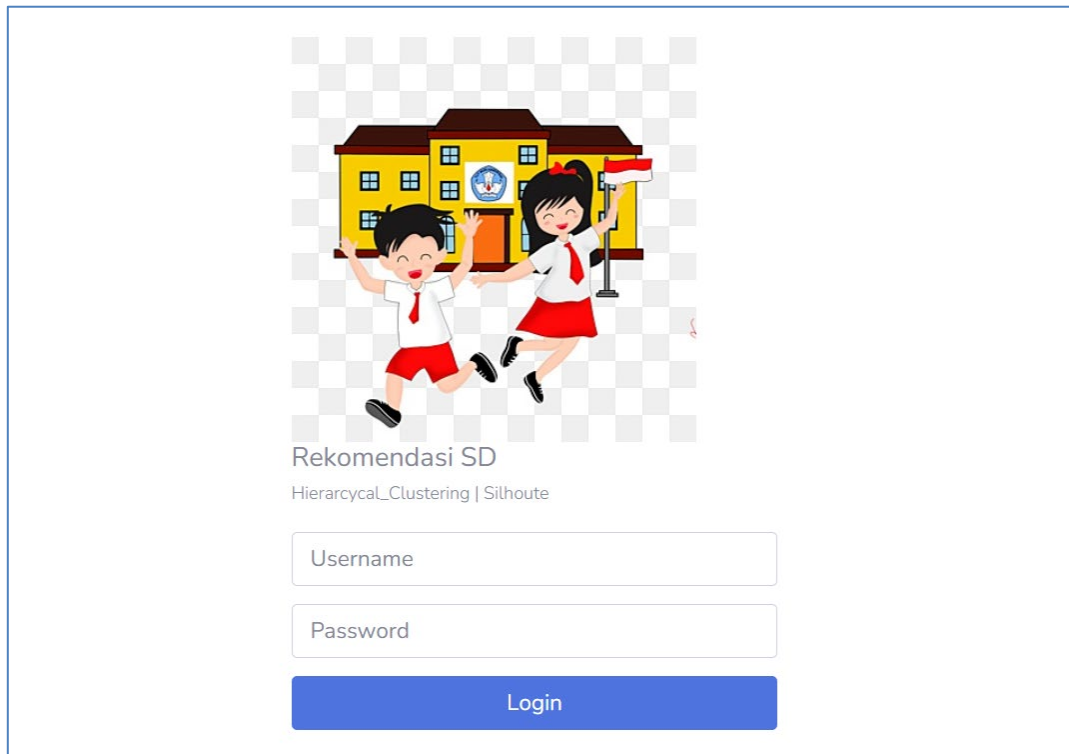 Rekomendasi SD
Hierarcycal_Clustering | Silhoute
Username
Password
Login